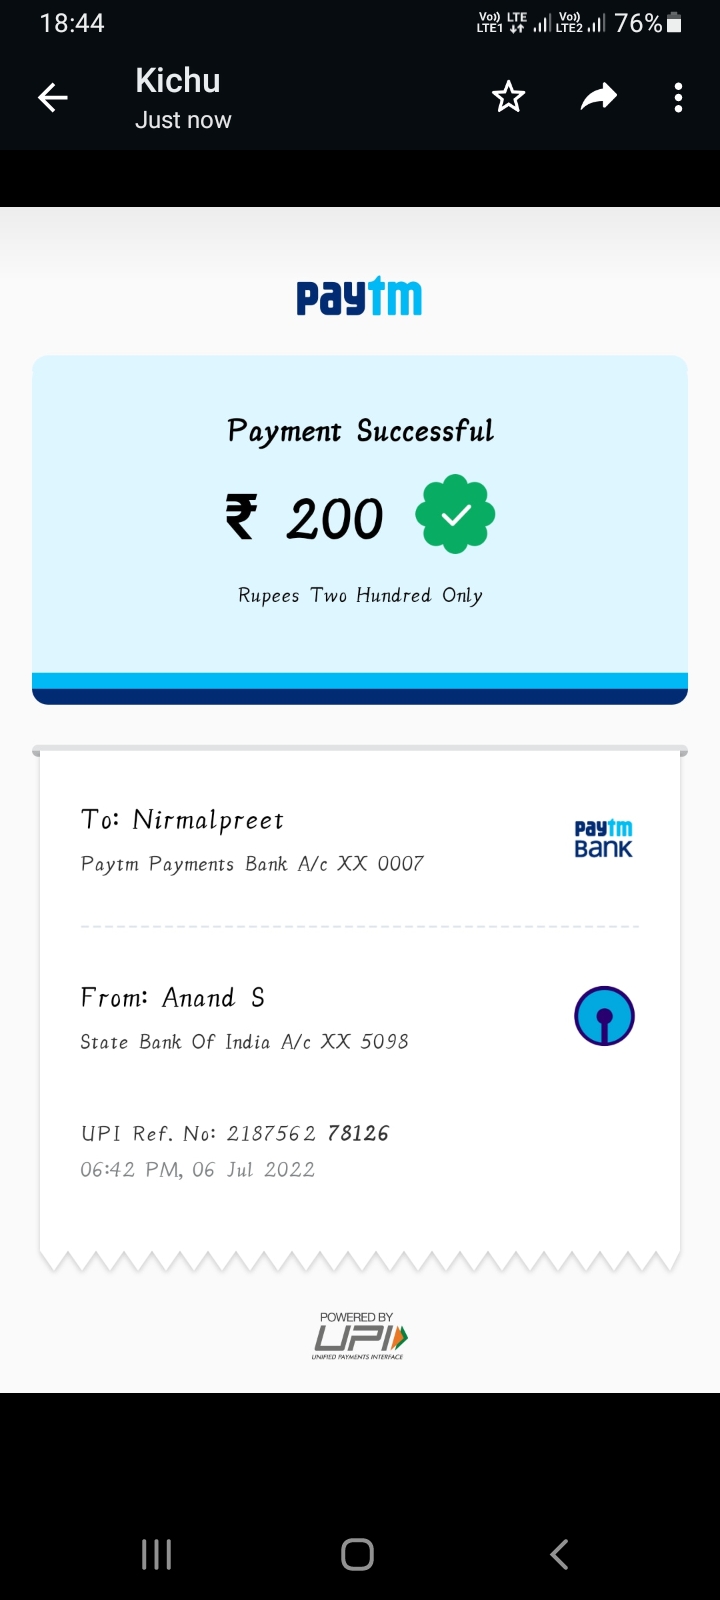 18:44
Vo)) LTE Vo)) 76%
LTE1 LTE2
Kichu
Just now
paytm
Payment Successful
₹ 200
Rupees Two Hundred Only
To: Nirmalpreet
Paytm Payments Bank A/c XX 0007
paytm
BANK
From: Anand S
State Bank Of India A/c XX 5098
UPI Ref. No: 2187562 78126
06:42 PM, 06 Jul 2022
POWERED BY
UPI
UNIFIED PAYMENTS INTERFACE